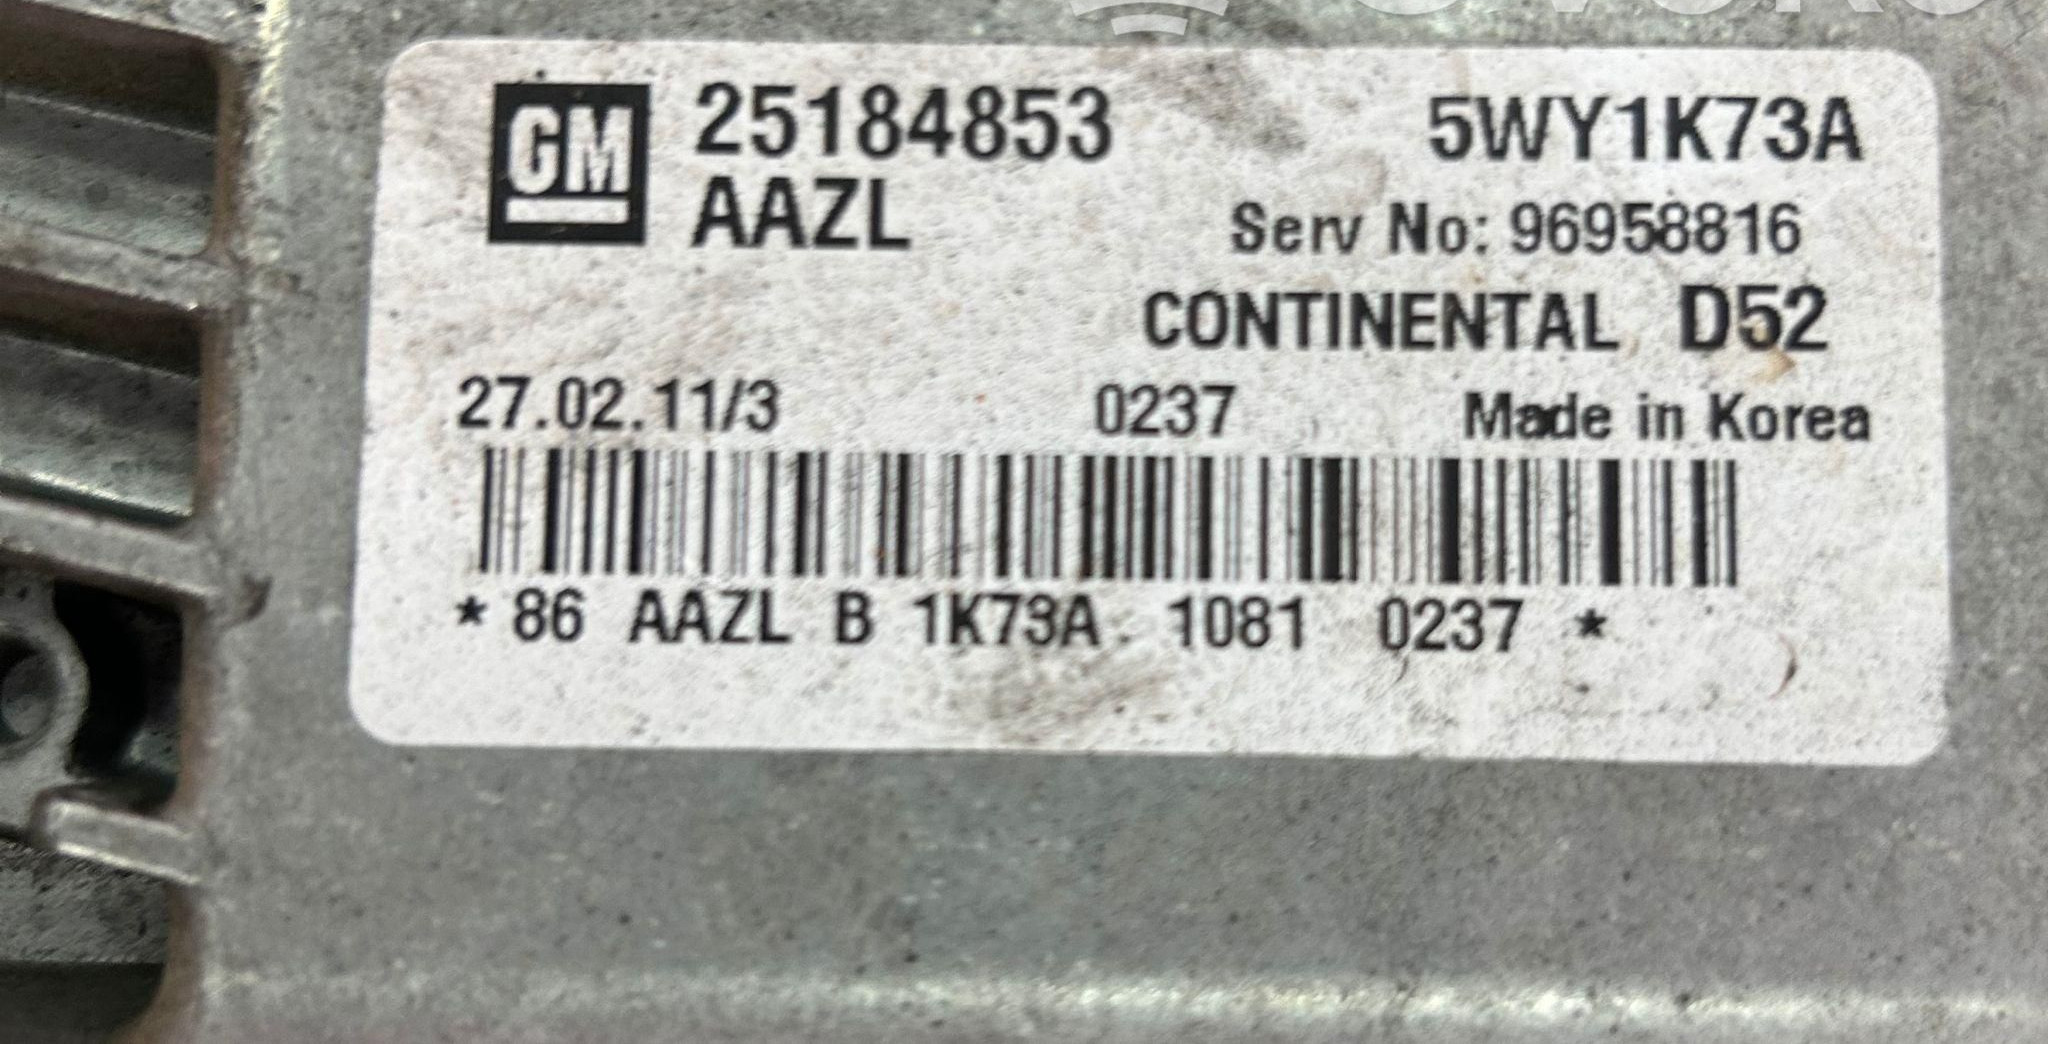 GM 25184853 5WY1K73A
AAZL
Serv No: 96958816
CONTINENTAL D52
27.02.11/3 0237 Made in Korea
* 86 AAZL B 1K73A 1081 0237 *